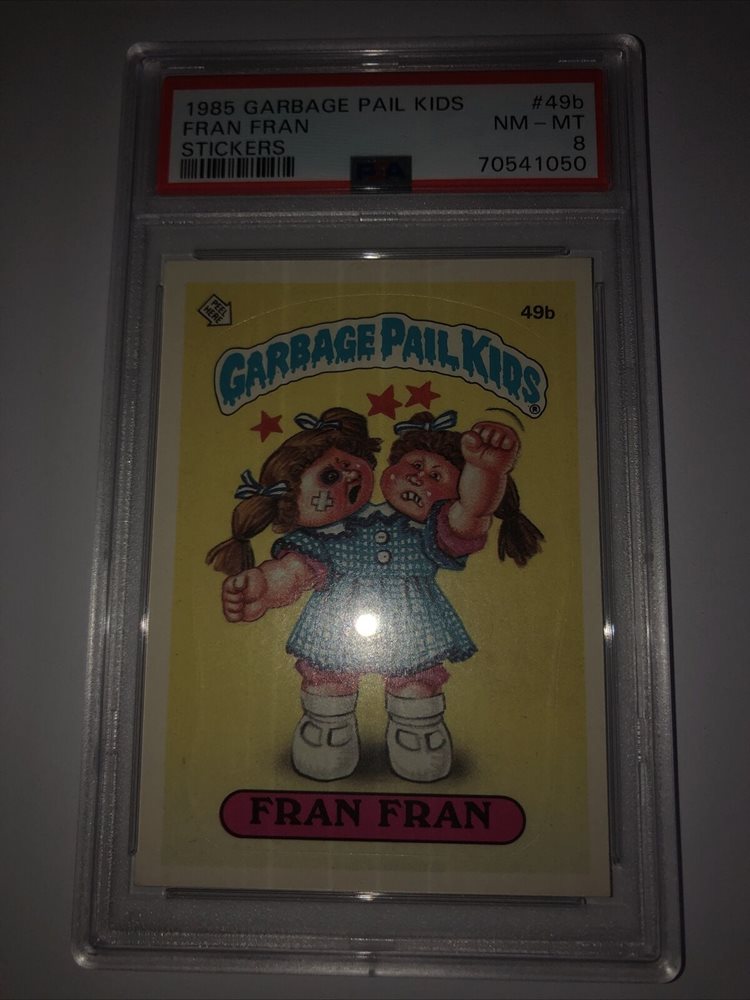 1985 GARBAGE PAIL KIDS #49b
FRAN FRAN NM - MT
STICKERS 8
70541050
PEEL HERE
49b
GARBAGE PAIL KIDS®
FRAN FRAN